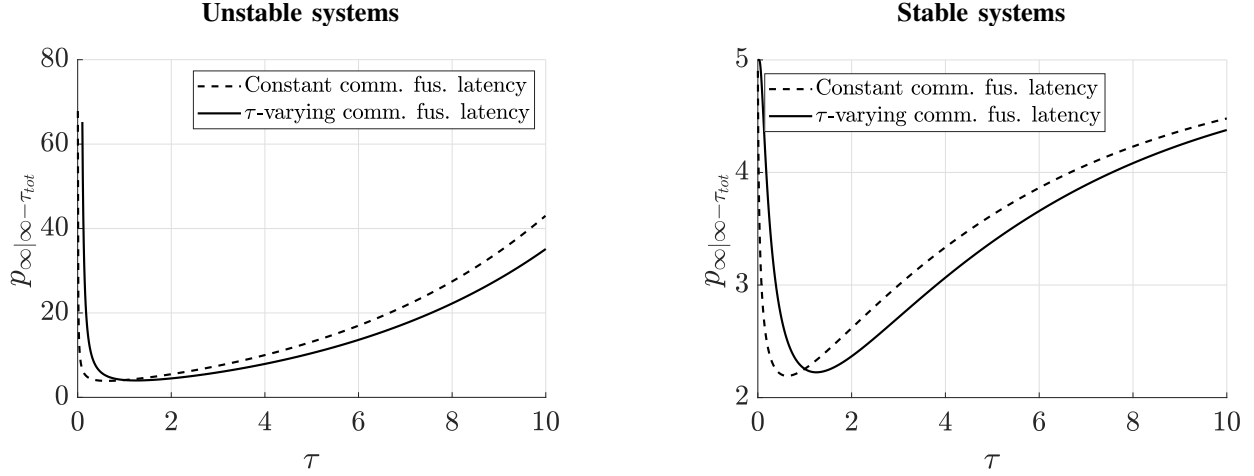 Unstable systems
80
60
40
20
0
0 2 4 6 8 10
p∞|∞−τtot
τ
Constant comm. fus. latency
τ-varying comm. fus. latency
Stable systems
5
4
3
2
0 2 4 6 8 10
p∞|∞−τtot
τ
Constant comm. fus. latency
τ-varying comm. fus. latency